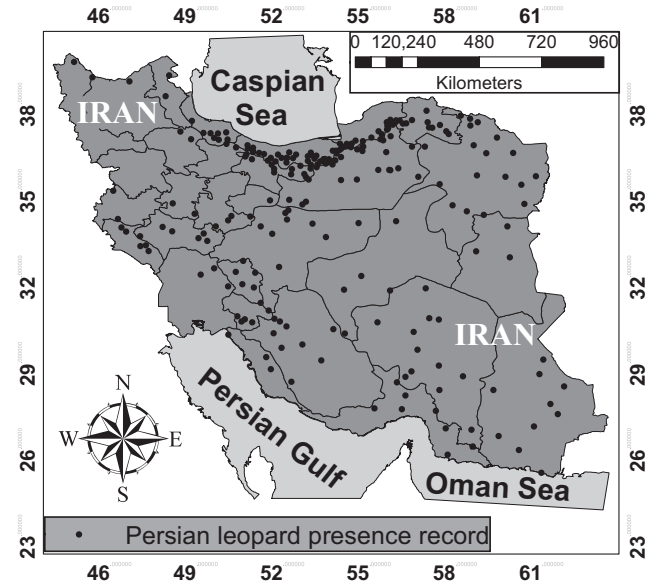 46 49 52 55 58 61
0 120,240 480 720 960
Kilometers
Caspian
Sea
IRAN
38 38
35 35
32 32
IRAN
29 29
Persian Gulf
N
W E
S
26 26
Oman Sea
Persian leopard presence record
23 23
46 49 52 55 58 61